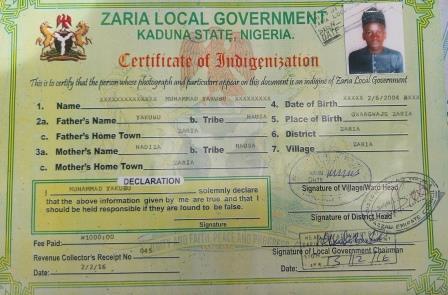 ZARIA LOCAL GOVERNMENT
KADUNA STATE, NIGERIA.
Certificate of Indigenization
This is to certify that the person whose photograph and particulars appear on this document is an indigine of Zaria Local Government
1. Name XXXXXXXXXXXXXX MUHAMMAD YAKUBU XXXXXXXXXX
4. Date of Birth XXXXX 2/5/2004
2a. Father's Name YAKUBU b. Tribe HAUSA
5. Place of Birth ZARIA
c. Father's Home Town ZARIA
6. District ZARIA
3a. Mother's Name b. Tribe HAUSA
7. Village ZARIA
c. Mother's Home Town ZARIA
DECLARATION
I MUHAMMAD YAKUBU solemnely declare
that the above information given by me are true and that I
should be held responsible if they are found to be false.
Signature
Signature of Village/Ward Head
Signature of District Head
Fee Paid: ₦1000:00
Revenue Collector's Receipt No 045
Signature of Local Government Chairman
Date: 2/2/16
Date: